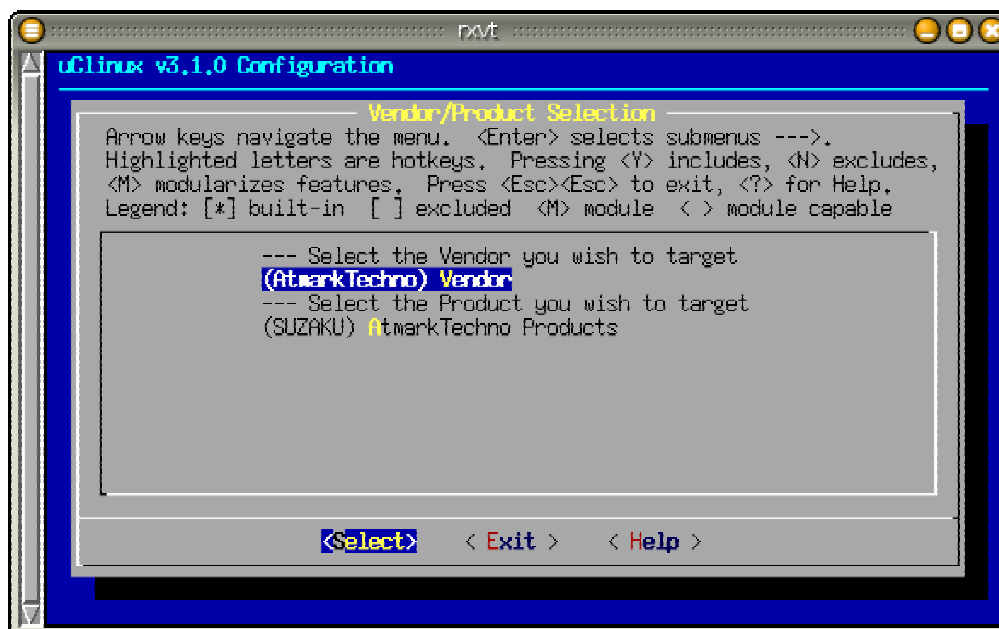 rxvt
uClinux v3.1.0 Configuration
Vendor/Product Selection
Arrow keys navigate the menu.  <Enter> selects submenus --->.
Highlighted letters are hotkeys.  Pressing <Y> includes, <N> excludes,
<M> modularizes features.  Press <Esc><Esc> to exit, <?> for Help.
Legend: [*] built-in  [ ] excluded  <M> module  < > module capable
--- Select the Vendor you wish to target
(AtmarkTechno) Vendor
--- Select the Product you wish to target
(SUZAKU) AtmarkTechno Products
<Select>    < Exit >    < Help >